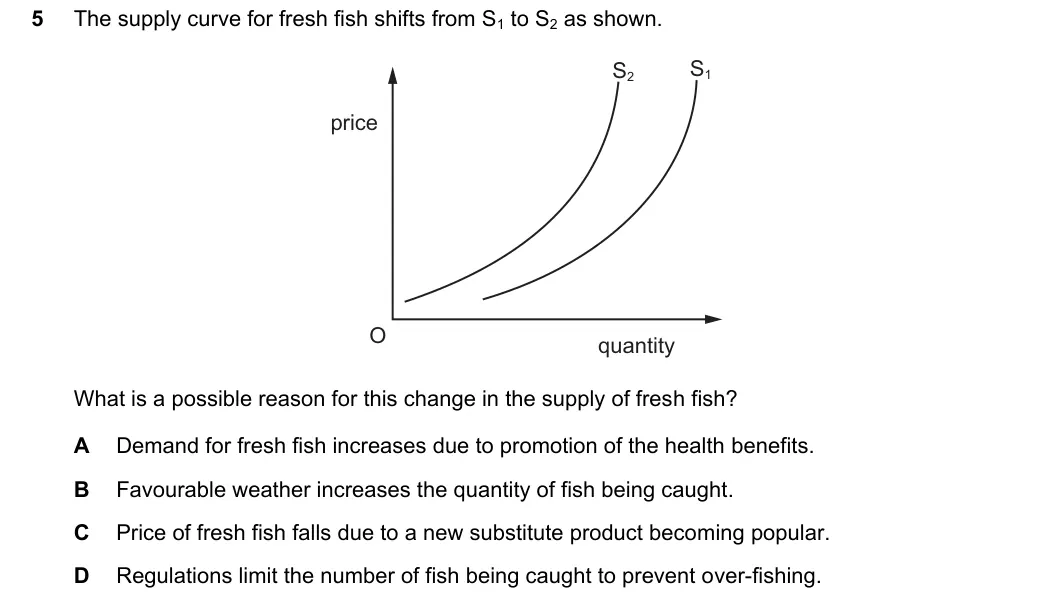 5 The supply curve for fresh fish shifts from S₁ to S₂ as shown.
S₂ S₁
price
O
quantity
What is a possible reason for this change in the supply of fresh fish?
A Demand for fresh fish increases due to promotion of the health benefits.
B Favourable weather increases the quantity of fish being caught.
C Price of fresh fish falls due to a new substitute product becoming popular.
D Regulations limit the number of fish being caught to prevent over-fishing.